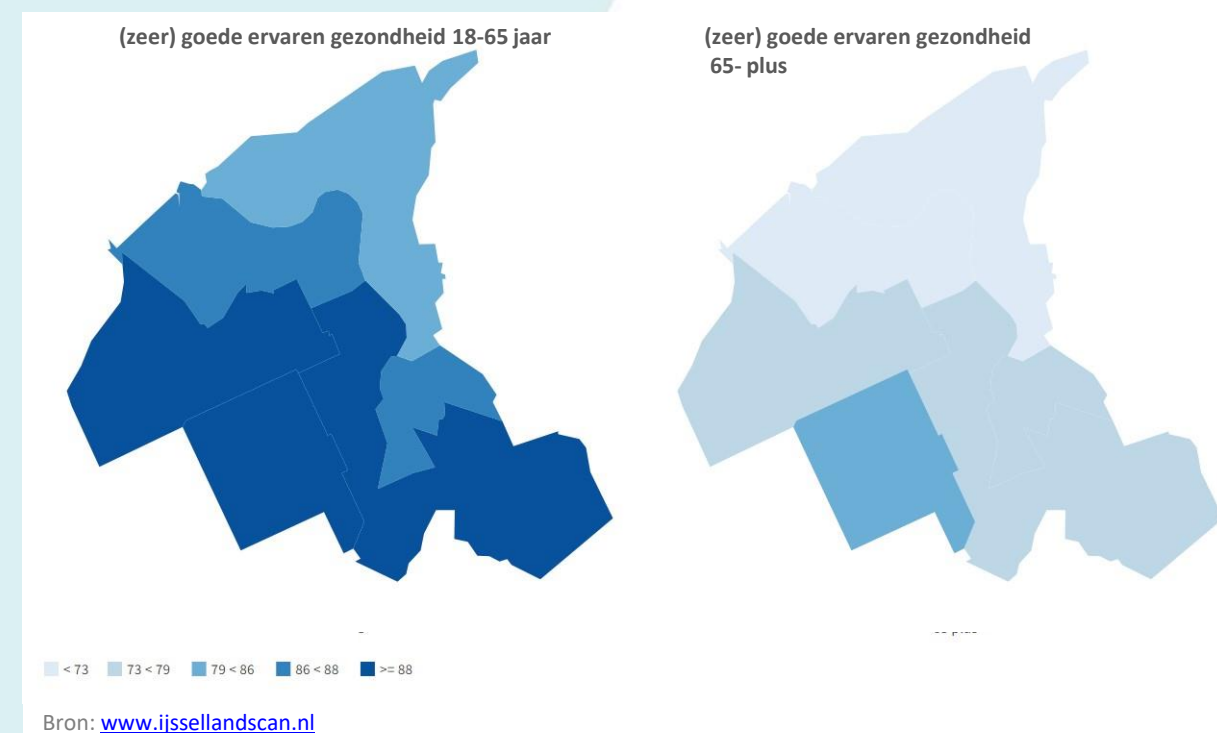 (zeer) goede ervaren gezondheid 18-65 jaar
(zeer) goede ervaren gezondheid
65- plus
< 73
73 < 79
79 < 86
86 < 88
>= 88
Bron: www.ijssellandscan.nl